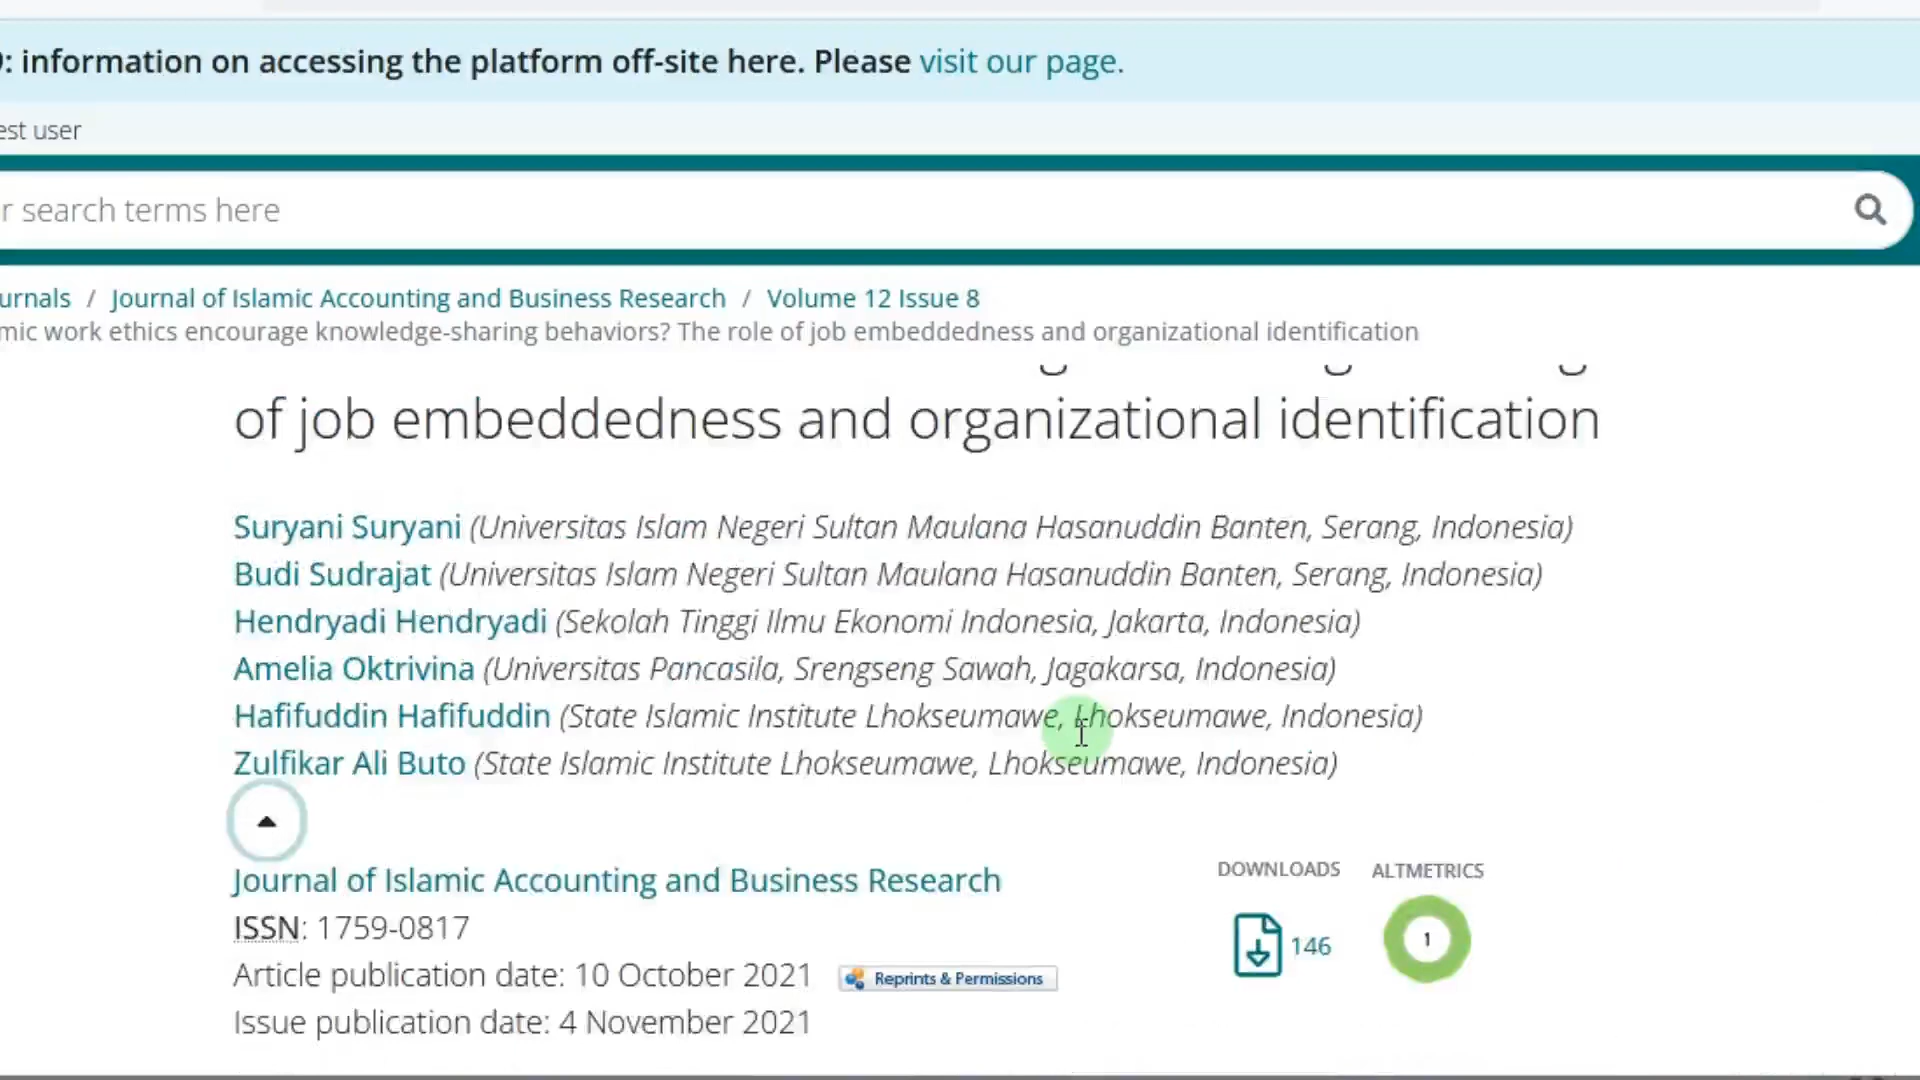 : information on accessing the platform off-site here. Please visit our page.
est user
r search terms here
urnals / Journal of Islamic Accounting and Business Research / Volume 12 Issue 8
mic work ethics encourage knowledge-sharing behaviors? The role of job embeddedness and organizational identification
of job embeddedness and organizational identification
Suryani Suryani (Universitas Islam Negeri Sultan Maulana Hasanuddin Banten, Serang, Indonesia)
Budi Sudrajat (Universitas Islam Negeri Sultan Maulana Hasanuddin Banten, Serang, Indonesia)
Hendryadi Hendryadi (Sekolah Tinggi Ilmu Ekonomi Indonesia, Jakarta, Indonesia)
Amelia Oktrivina (Universitas Pancasila, Srengseng Sawah, Jagakarsa, Indonesia)
Hafifuddin Hafifuddin (State Islamic Institute Lhokseumawe, Lhokseumawe, Indonesia)
Zulfikar Ali Buto (State Islamic Institute Lhokseumawe, Lhokseumawe, Indonesia)
Journal of Islamic Accounting and Business Research
ISSN: 1759-0817
Article publication date: 10 October 2021
Reprints & Permissions
Issue publication date: 4 November 2021
DOWNLOADS
146
ALTMETRICS
1